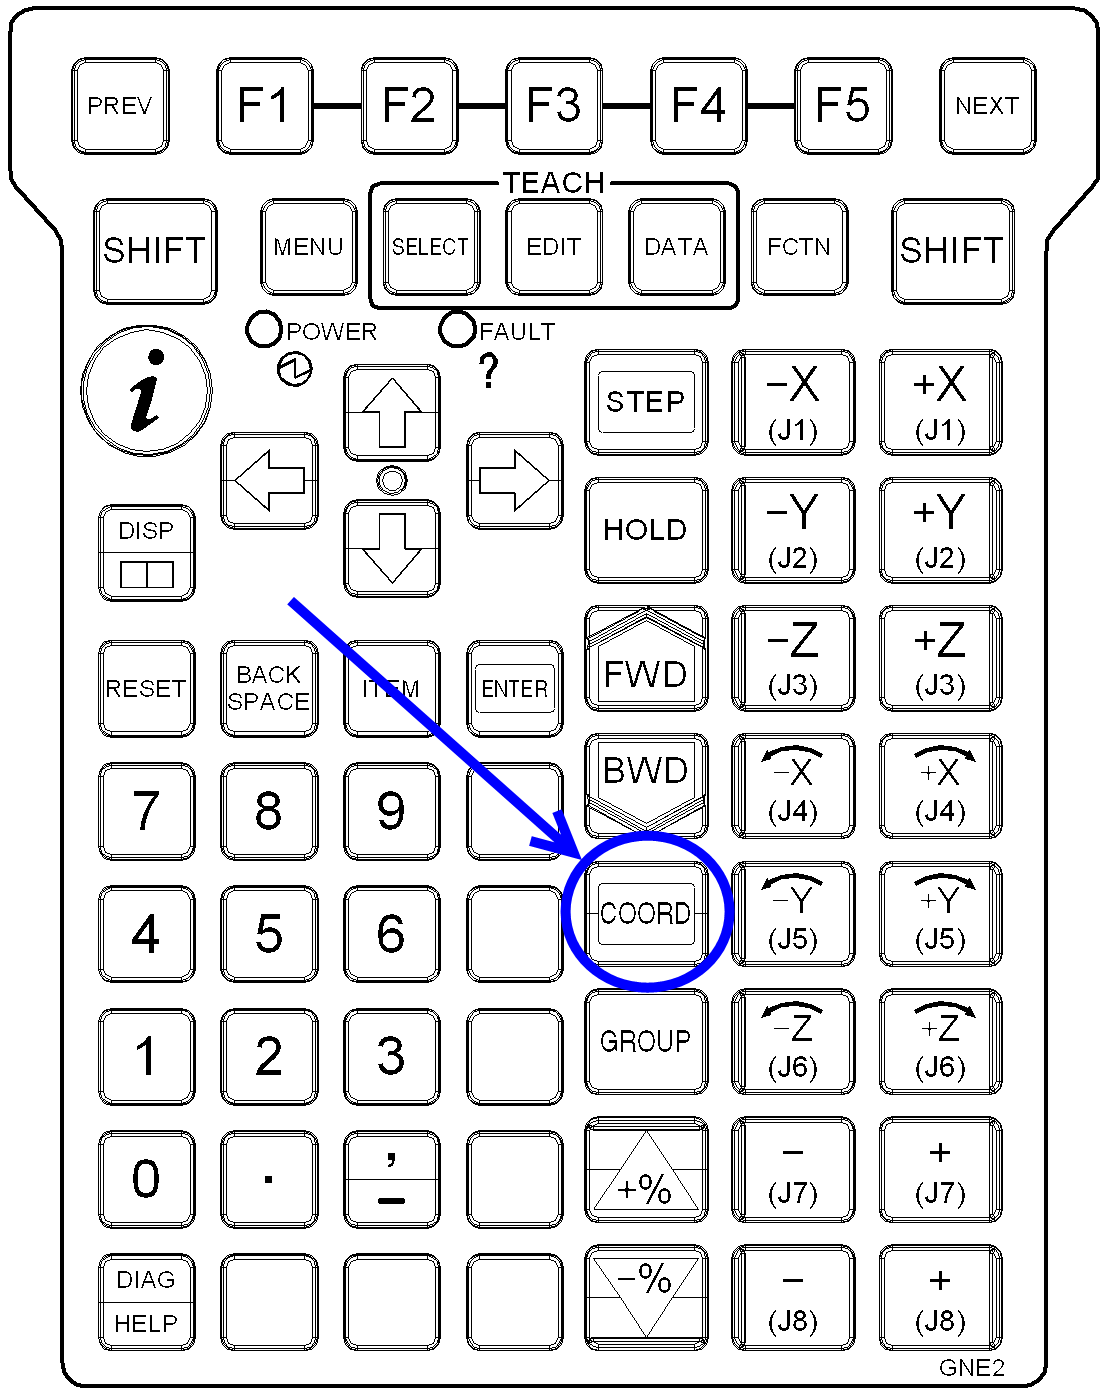 PREV
F1
F2
F3
F4
F5
NEXT
TEACH
SHIFT
MENU
SELECT
EDIT
DATA
FCTN
SHIFT
POWER
FAULT
i
?
STEP
-X
(J1)
+X
(J1)
DISP
HOLD
-Y
(J2)
+Y
(J2)
RESET
BACK
SPACE
ITEM
ENTER
FWD
-Z
(J3)
+Z
(J3)
7
8
9
BWD
-X
(J4)
+X
(J4)
4
5
6
COORD
-Y
(J5)
+Y
(J5)
1
2
3
GROUP
-Z
(J6)
+Z
(J6)
0
.
,
-
+%
-
(J7)
+
(J7)
DIAG
HELP
-%
-
(J8)
+
(J8)
GNE2